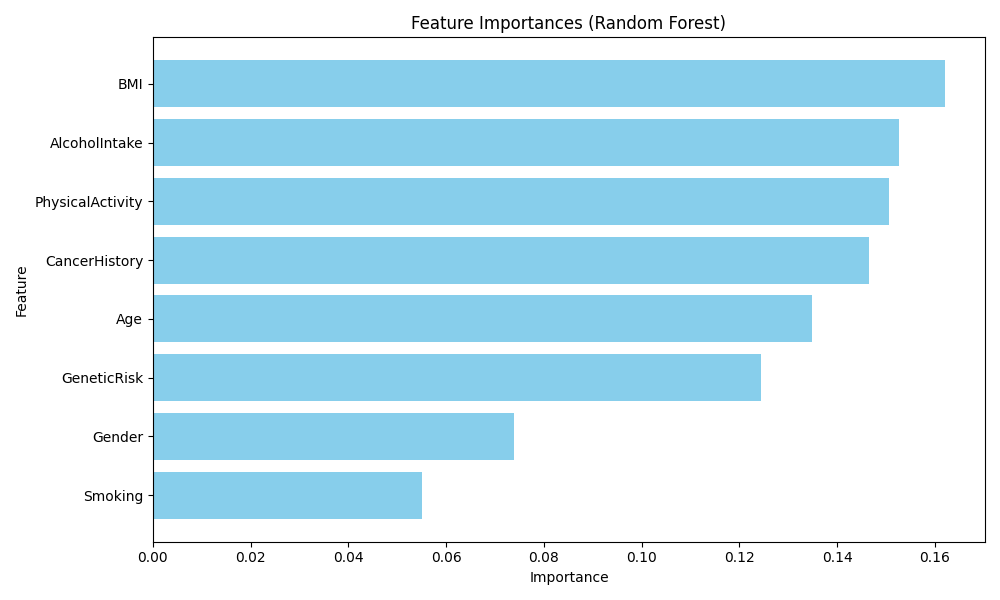 Feature Importances (Random Forest)
Feature
BMI
AlcoholIntake
PhysicalActivity
CancerHistory
Age
GeneticRisk
Gender
Smoking
0.00 0.02 0.04 0.06 0.08 0.10 0.12 0.14 0.16
Importance